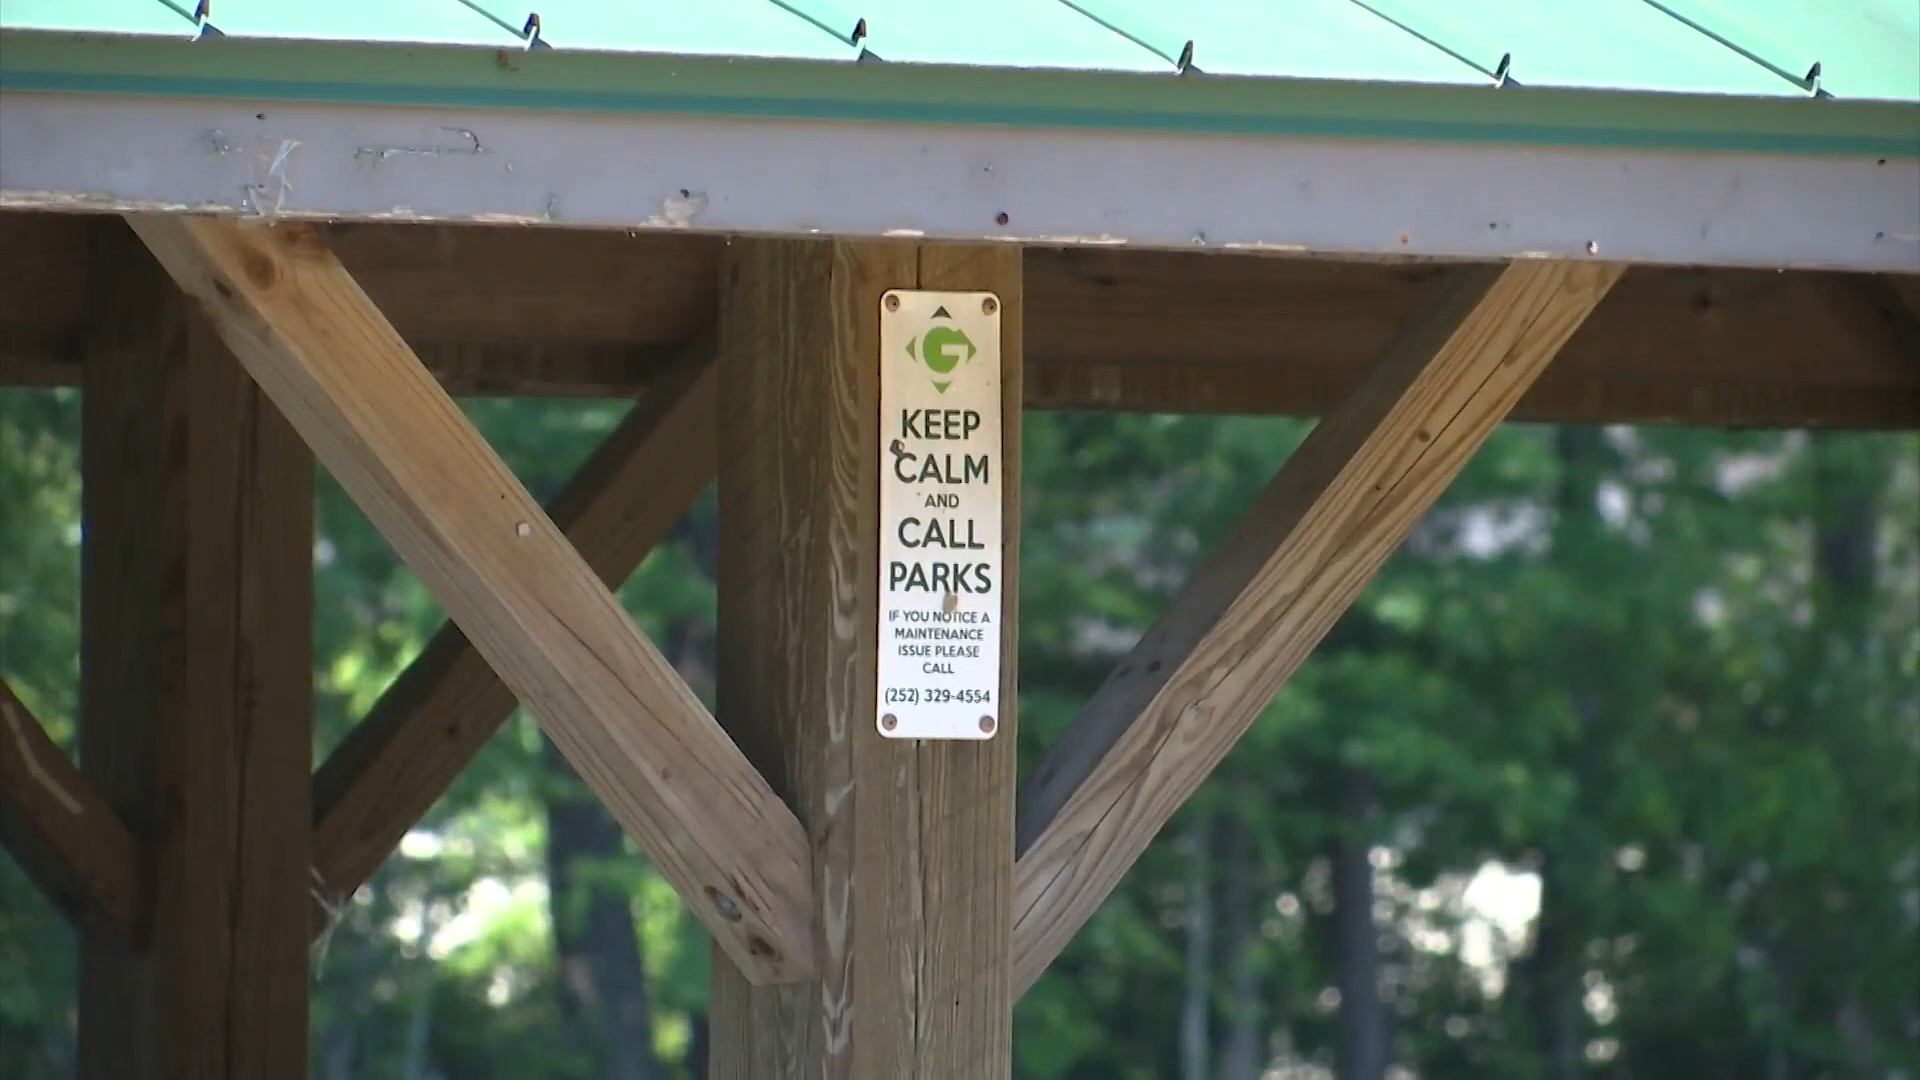 G
KEEP
CALM
AND
CALL
PARKS
IF YOU NOTICE A
MAINTENANCE
ISSUE PLEASE
CALL
(252) 329-4554